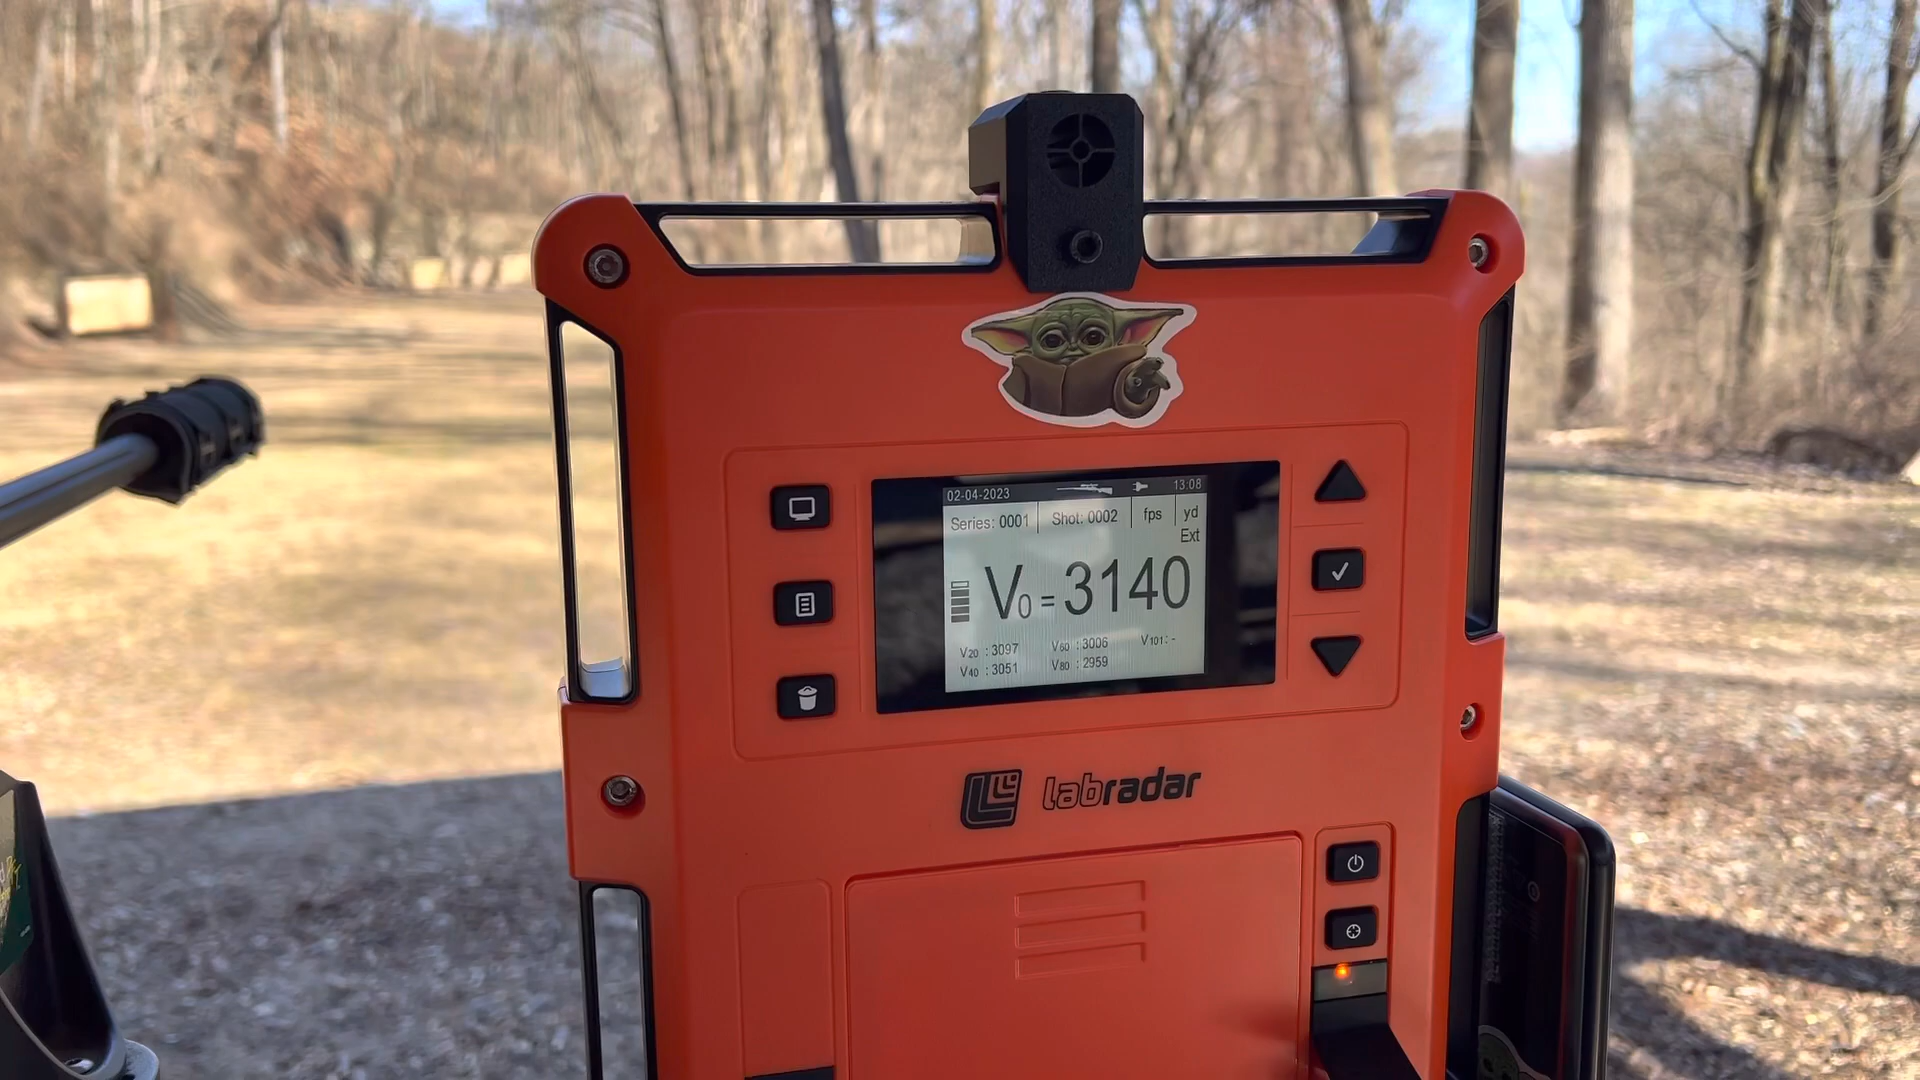 02-04-2023 13:08
Series: 0001 Shot: 0002 fps yd
Ext
V0 = 3140
V20 : 3097 V60 : 3006 V101: -
V40 : 3051 V80 : 2959
labradar